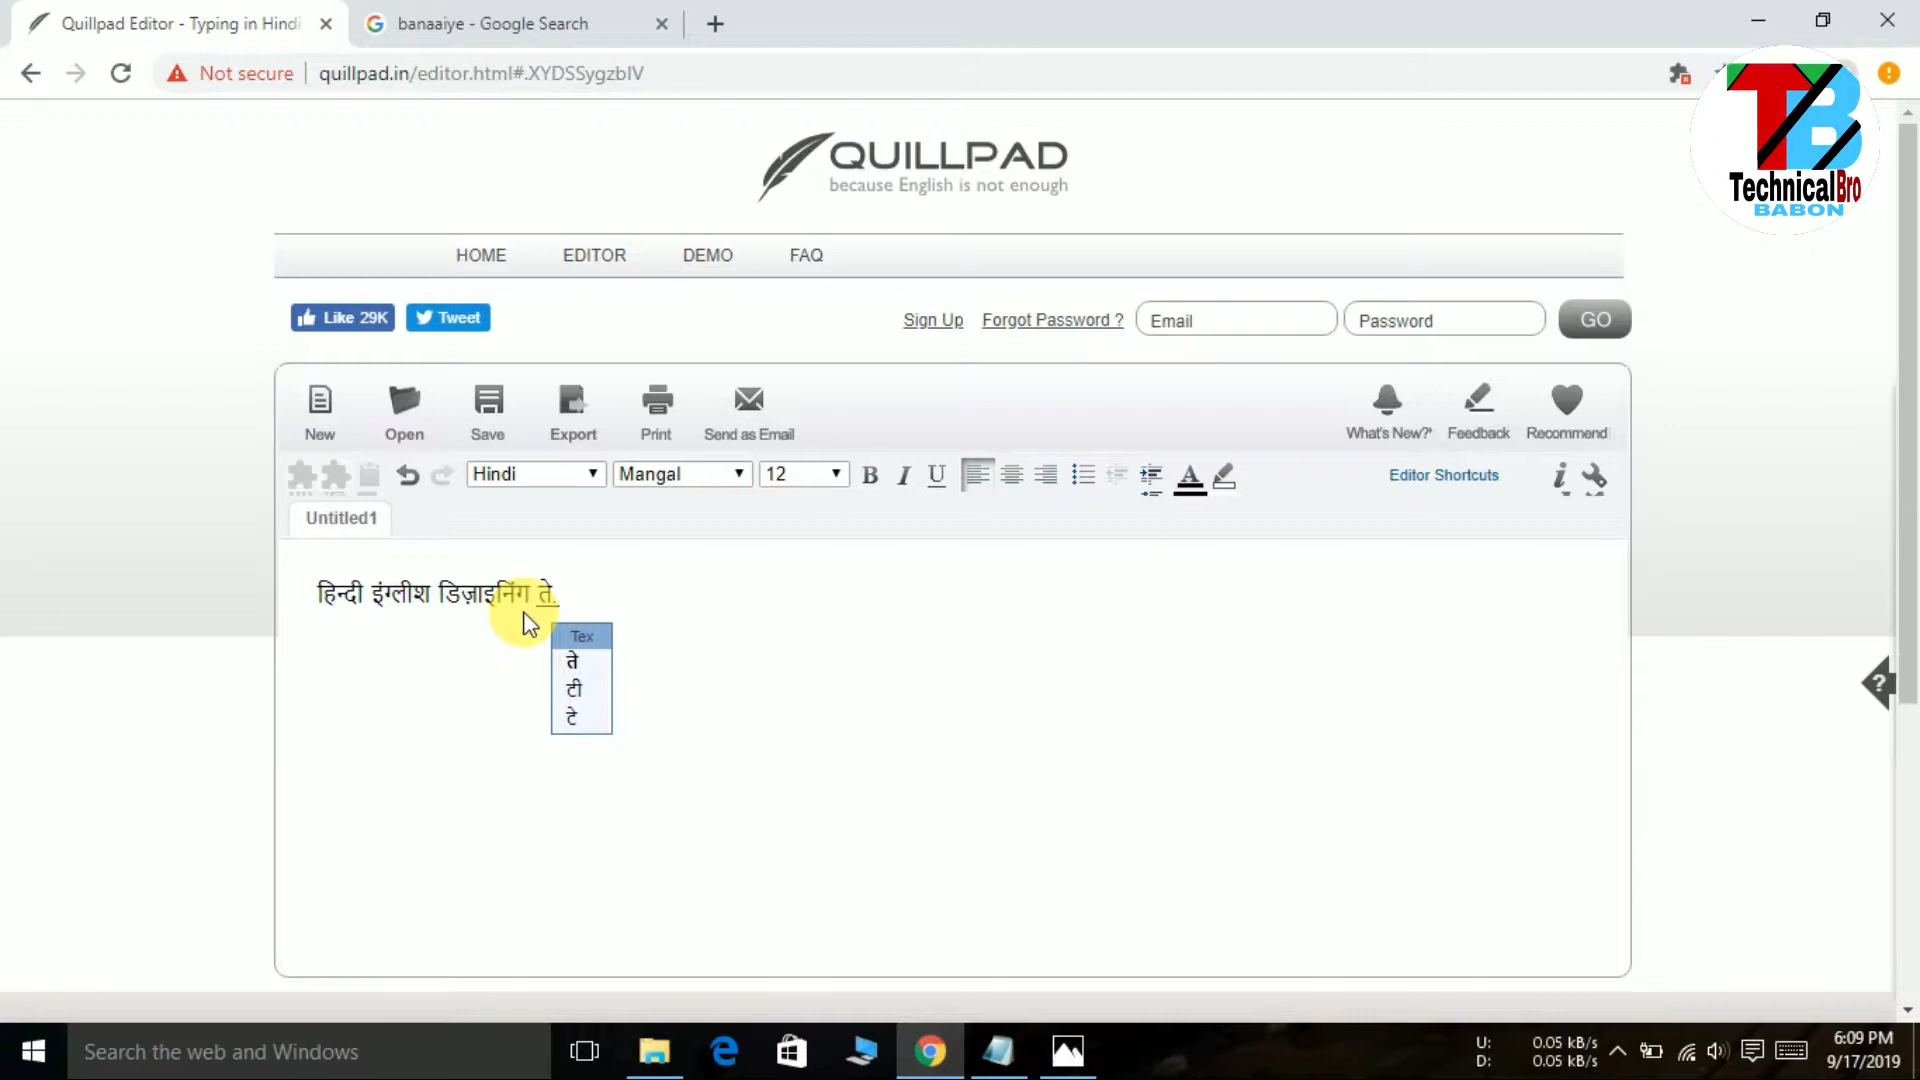 Quillpad Editor - Typing in Hindi
banaaiye - Google Search
Not secure
quillpad.in/editor.html#.XYDSSygzbIV
TB
TechnicalBro
BABON
QUILLPAD
because English is not enough
HOME EDITOR DEMO FAQ
Like 29K
Tweet
Sign Up Forgot Password ? Email Password GO
New Open Save Export Print Send as Email What's New?* Feedback Recommend
Hindi Mangal 12 B I U A Editor Shortcuts i
Untitled1
हिन्दी इंग्लीश डिज़ाइनिंग ते.
Tex
ते
टी
टे
?
Search the web and Windows
U: 0.05 kB/s
D: 0.05 kB/s
6:09 PM
9/17/2019